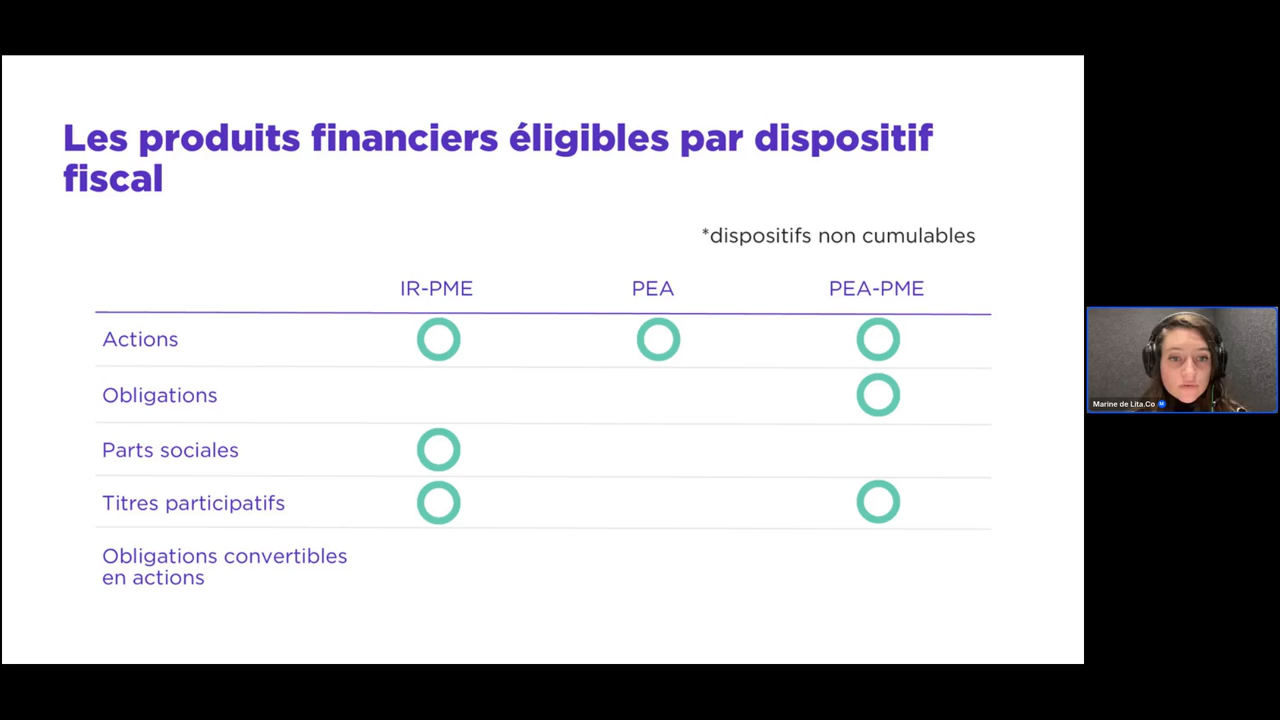 Les produits financiers éligibles par dispositif
fiscal
*dispositifs non cumulables
IR-PME PEA PEA-PME
Actions
Obligations
Parts sociales
Titres participatifs
Obligations convertibles
en actions
Marine de Lita.Co